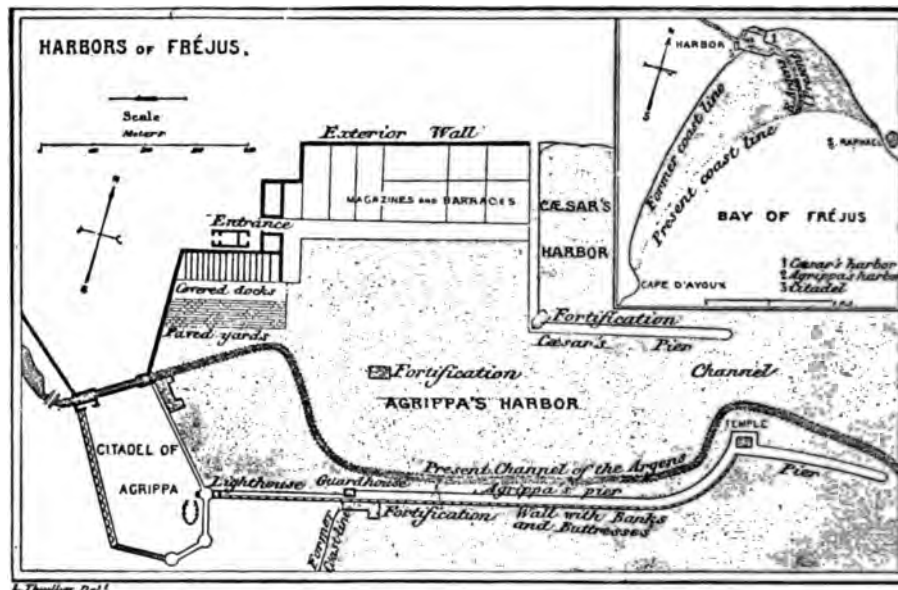 HARBORS OF FRÉJUS.
Scale
Meters
N
S
Exterior Wall
MAGAZINES AND BARRACKS
CÆSAR'S
HARBOR
Entrance
Covered docks
Paved yards
Fortification
Cæsar's Pier
Channel
Fortification
AGRIPPA'S HARBOR
CITADEL OF
AGRIPPA
TEMPLE
Pier
Present Channel of the Argens
Lighthouse
Guardhouse
Agrippa's pier
Fortification
Wall with Banks
and Buttresses
Former
Coast-line
HARBOR
N
S
Former coast line
Present coast line
S. RAPHAEL
BAY OF FRÉJUS
1 Cæsar's harbor
2 Agrippa's harbor
3 Citadel
CAPE D'AYOUX